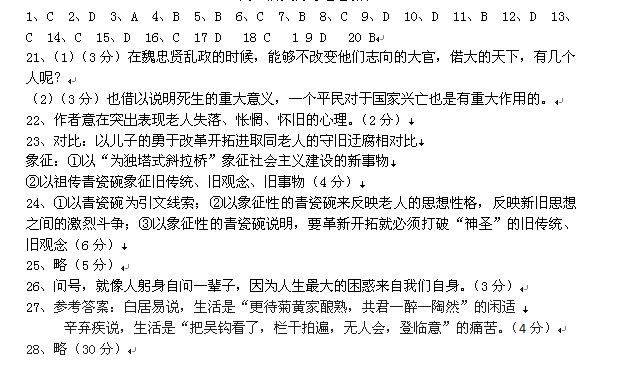 1、C 2、D 3、A 4、B 5、B 6、C 7、B 8、C 9、D 10、D 11、B 12、D 13、
C 14、C 15、D 16、C 17 D 18 C 1 9 D 20 B↵
21、(1)(3分)在魏忠贤乱政的时候，能够不改变他们志向的大官，偌大的天下，有几个
人呢？↵
(2)(3分)也借以说明死生的重大意义，一个平民对于国家兴亡也是有重大作用的。↵
22、作者意在突出表现老人失落、怅惘、怀旧的心理。(2分)↓
23、对比：以儿子的勇于改革开拓进取同老人的守旧迂腐相对比↓
象征：①以“为独塔式斜拉桥”象征社会主义建设的新事物
②以祖传青瓷碗象征旧传统、旧观念、旧事物(4分)↓
24、①以青瓷碗为引文线索；②以象征性的青瓷碗来反映老人的思想性格，反映新旧思想
之间的激烈斗争；③以象征性的青瓷碗说明，要革新开拓就必须打破“神圣”的旧传统、
旧观念(6分)↓
25、略(5分)↵
26、问号，就像人躬身自问一辈子，因为人生最大的困惑来自我们自身。(3分)↵
27、参考答案：白居易说，生活是“更待菊黄家酿熟，共君一醉一陶然”的闲适 ↓
辛弃疾说，生活是“把吴钩看了，栏干拍遍，无人会，登临意”的痛苦。(4分)↵
28、略(30分)↵